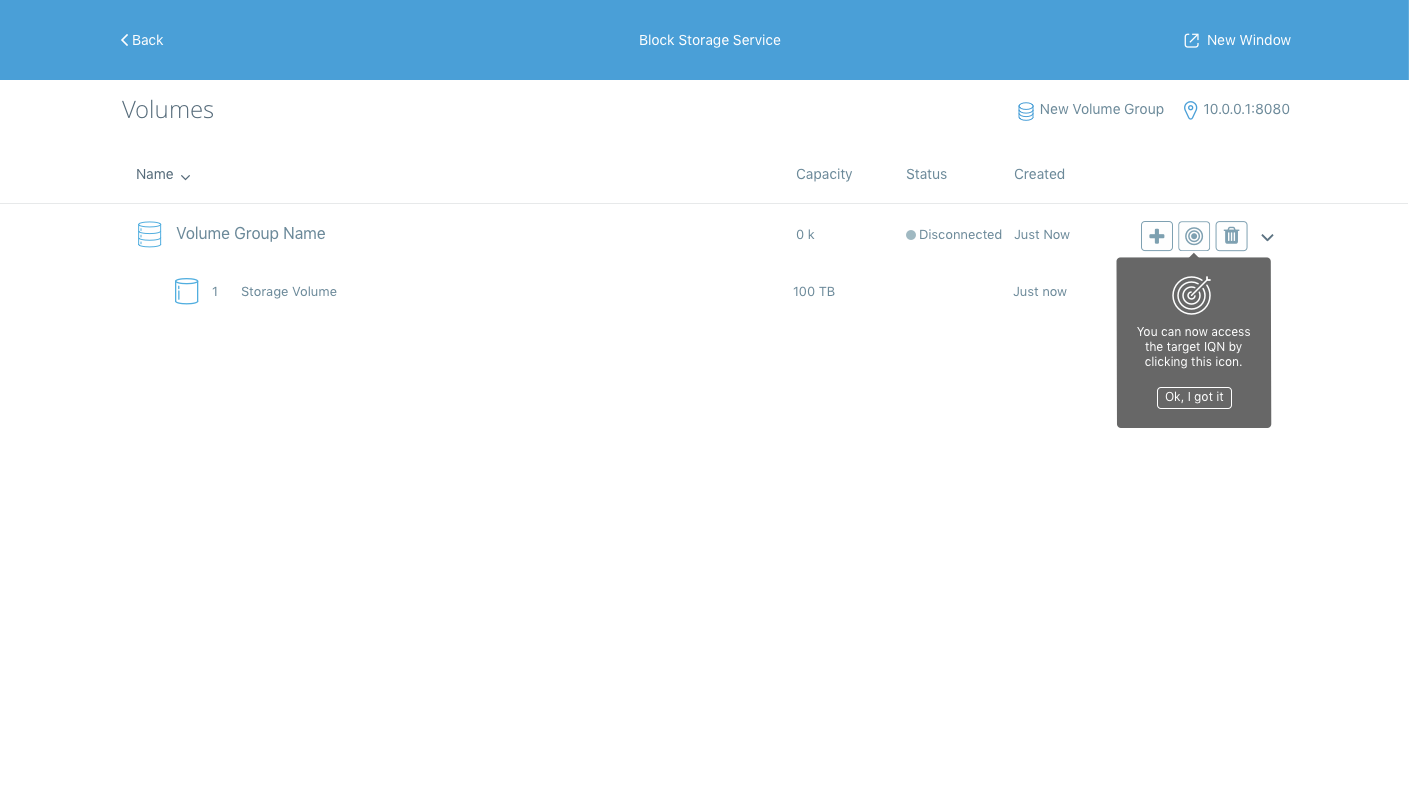 Back
Block Storage Service
New Window
Volumes
New Volume Group
10.0.0.1:8080
Name
Capacity
Status
Created
Volume Group Name
0 k
Disconnected
Just Now
1
Storage Volume
100 TB
Just now
You can now access
the target IQN by
clicking this icon.
Ok, I got it